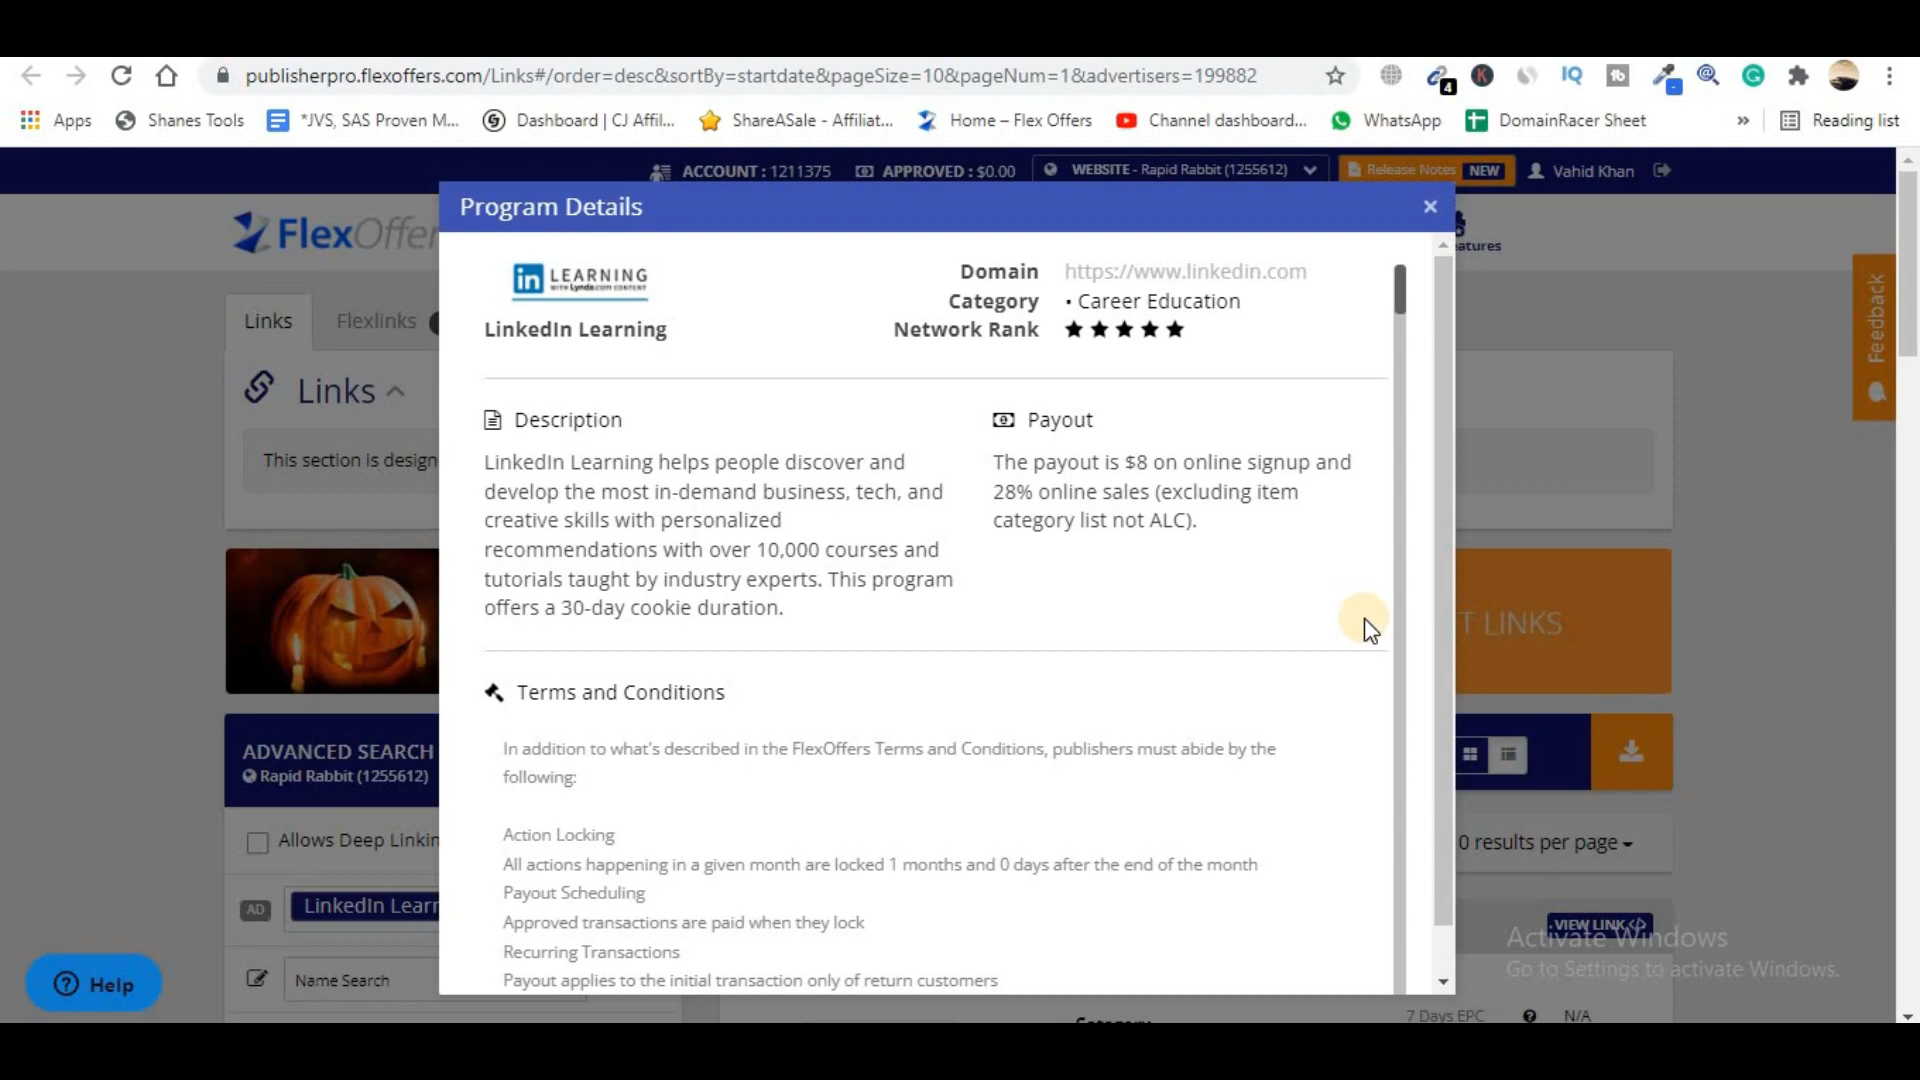 publisherpro.flexoffers.com/Links#/order=desc&sortBy=startdate&pageSize=10&pageNum=1&advertisers=199882
4
K
IQ
Apps
Shanes Tools
*JVS, SAS Proven M...
Dashboard | CJ Affil...
ShareASale - Affiliat...
Home – Flex Offers
Channel dashboard...
WhatsApp
DomainRacer Sheet
»
Reading list
ACCOUNT : 1211375
APPROVED : $0.00
WEBSITE - Rapid Rabbit (1255612)
Release Notes NEW
Vahid Khan
Program Details
×
FlexOffer
eatures
in LEARNING
WITH Lynda.com CONTENT
LinkedIn Learning
Domain https://www.linkedin.com
Category • Career Education
Network Rank ★★★★★
Feedback
Links
Flexlinks
Links
This section is design
Description
LinkedIn Learning helps people discover and
develop the most in-demand business, tech, and
creative skills with personalized
recommendations with over 10,000 courses and
tutorials taught by industry experts. This program
offers a 30-day cookie duration.
Payout
The payout is $8 on online signup and
28% online sales (excluding item
category list not ALC).
T LINKS
Terms and Conditions
In addition to what's described in the FlexOffers Terms and Conditions, publishers must abide by the
following:
Action Locking
All actions happening in a given month are locked 1 months and 0 days after the end of the month
Payout Scheduling
Approved transactions are paid when they lock
Recurring Transactions
Payout applies to the initial transaction only of return customers
ADVANCED SEARCH
Rapid Rabbit (1255612)
Allows Deep Linkin
0 results per page
AD
LinkedIn Learn
VIEW LINK </>
Name Search
Help
Activate Windows
Go to Settings to activate Windows.
Category
7 Days EPC
N/A